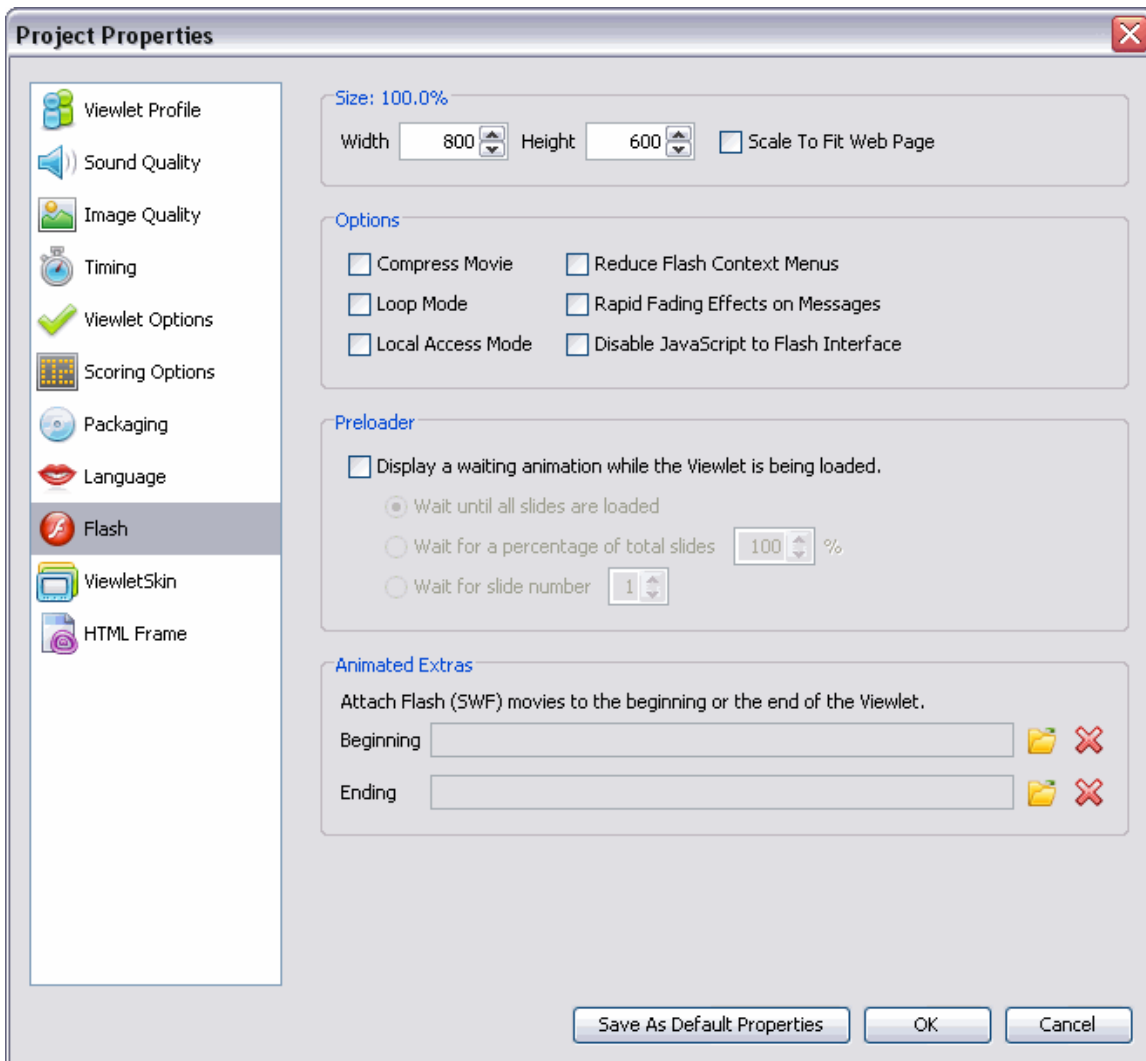 Project Properties
Viewlet Profile
Sound Quality
Image Quality
Timing
Viewlet Options
Scoring Options
Packaging
Language
Flash
ViewletSkin
HTML Frame
Size: 100.0%
Width 800 Height 600 Scale To Fit Web Page
Options
Compress Movie Reduce Flash Context Menus
Loop Mode Rapid Fading Effects on Messages
Local Access Mode Disable JavaScript to Flash Interface
Preloader
Display a waiting animation while the Viewlet is being loaded.
Wait until all slides are loaded
Wait for a percentage of total slides 100 %
Wait for slide number 1
Animated Extras
Attach Flash (SWF) movies to the beginning or the end of the Viewlet.
Beginning
Ending
Save As Default Properties OK Cancel